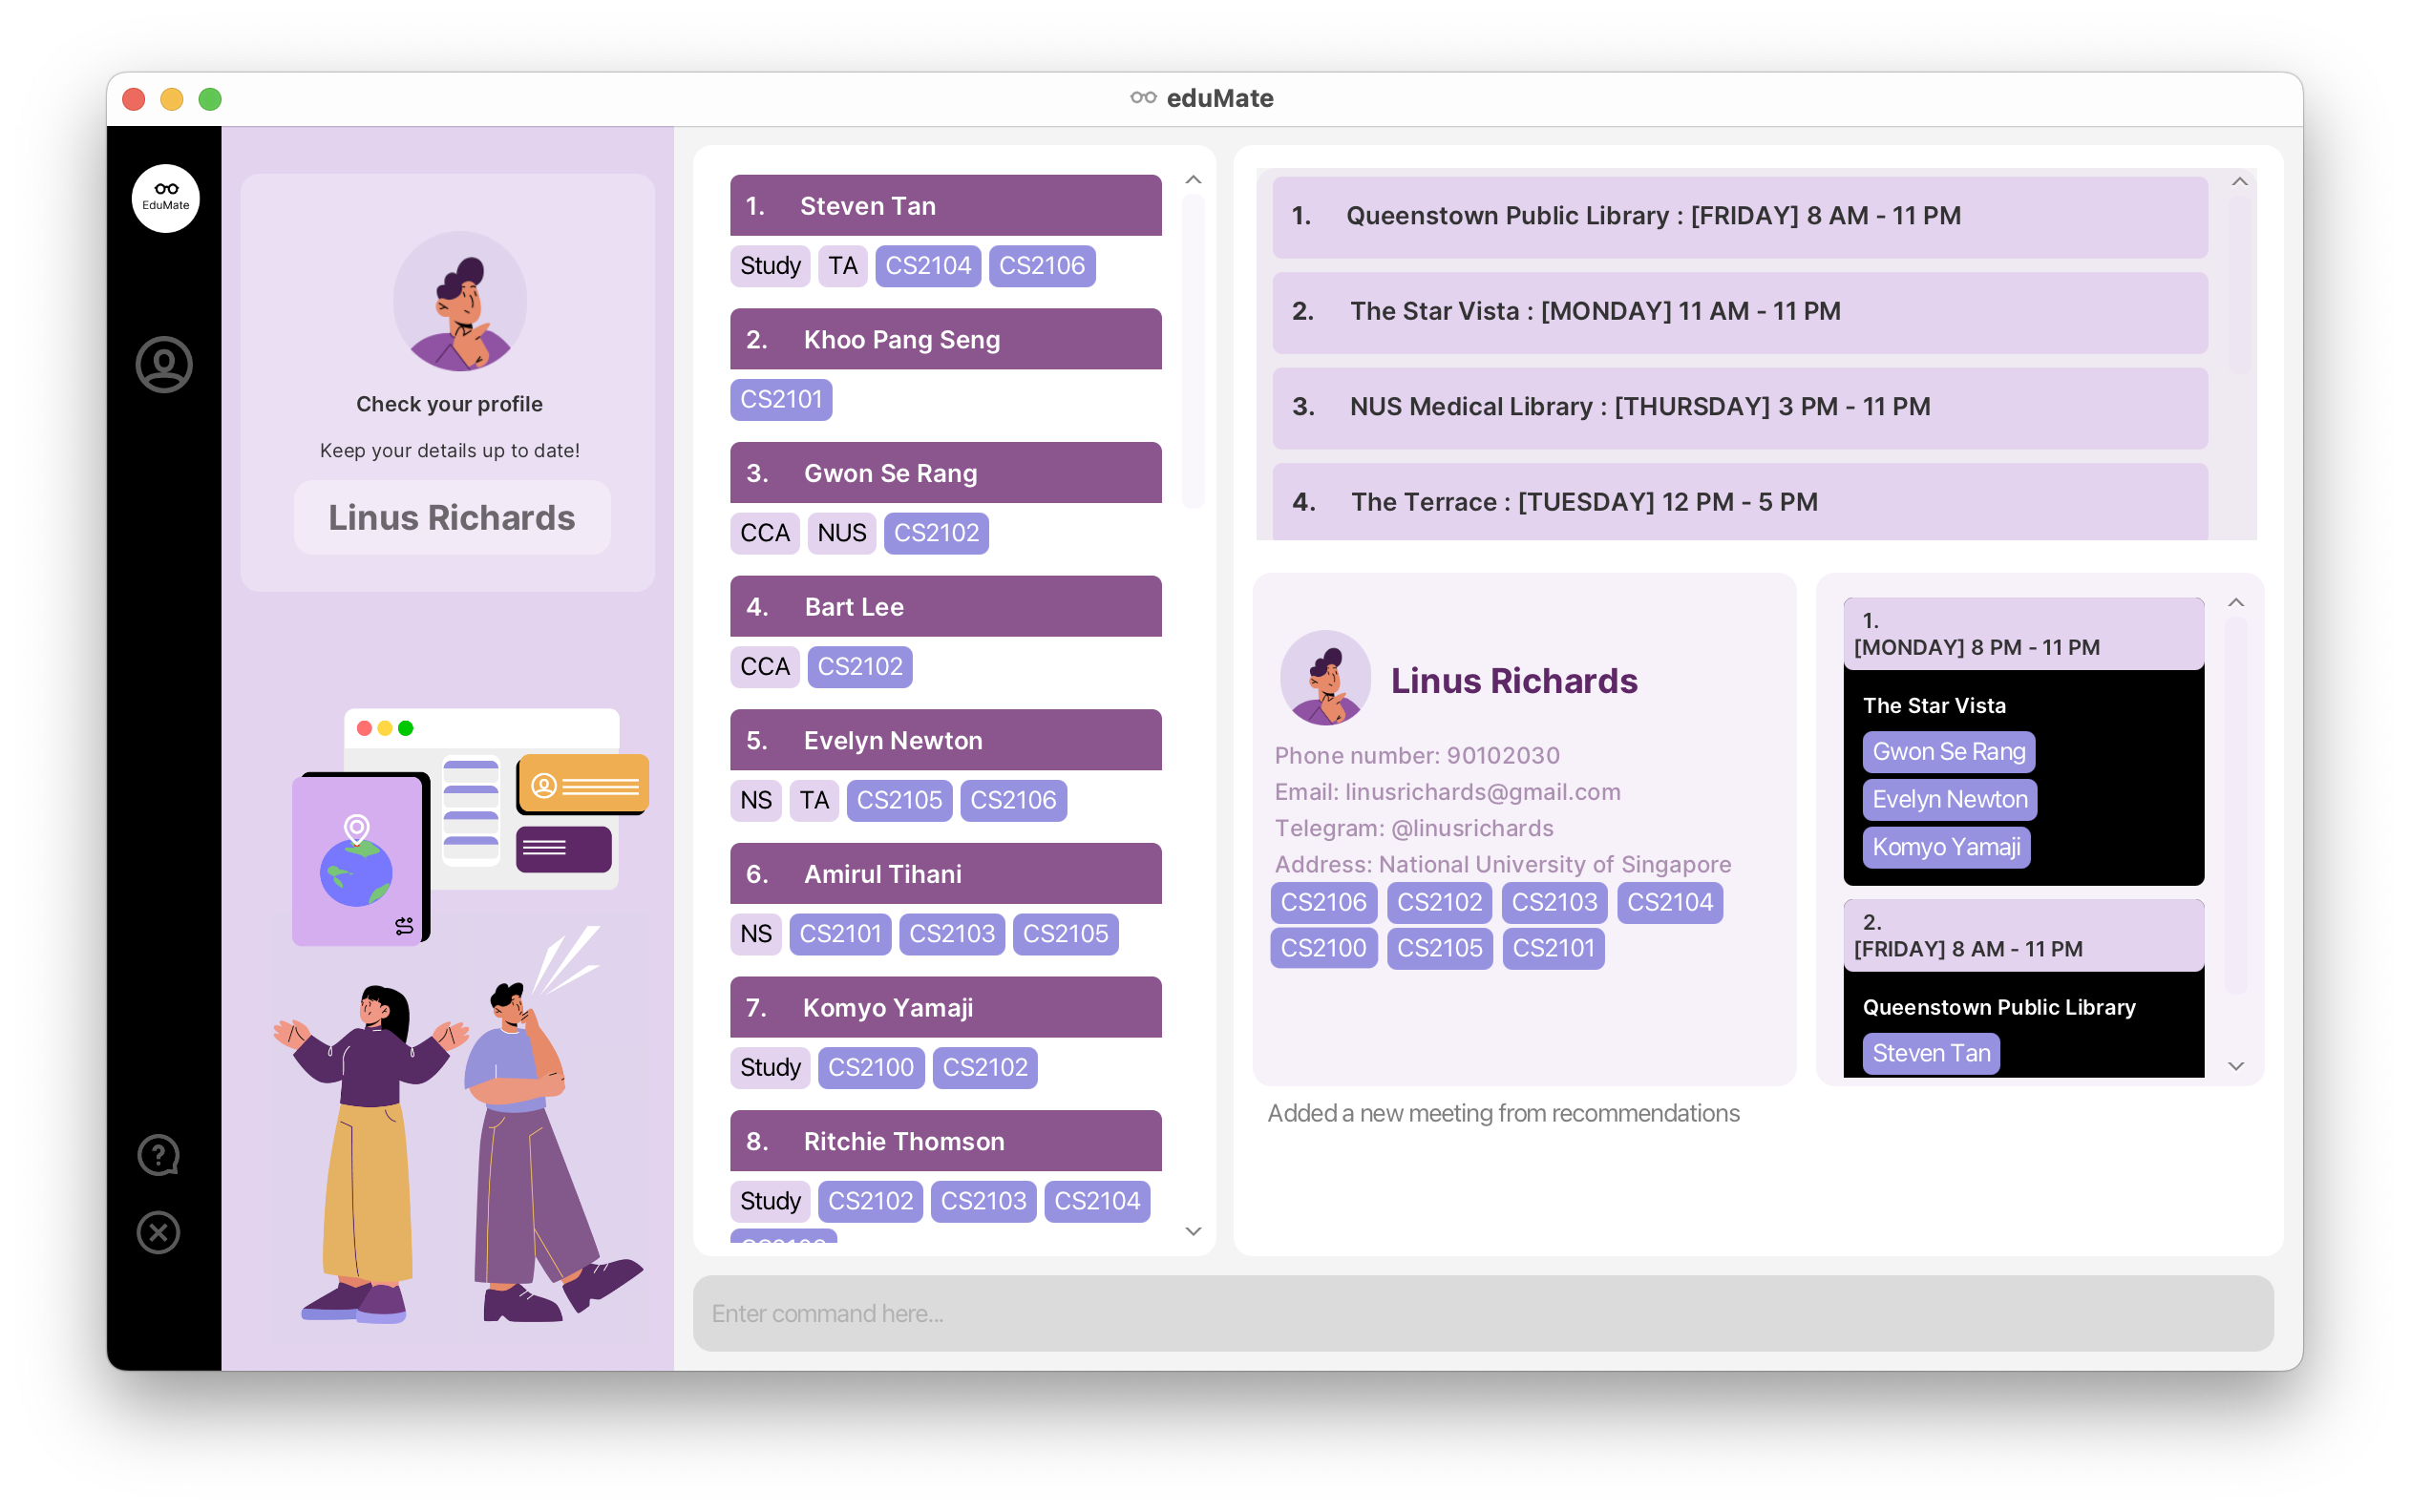 eduMate
EduMate
Check your profile
Keep your details up to date!
Linus Richards
1. Steven Tan
Study TA CS2104 CS2106
2. Khoo Pang Seng
CS2101
3. Gwon Se Rang
CCA NUS CS2102
4. Bart Lee
CCA CS2102
5. Evelyn Newton
NS TA CS2105 CS2106
6. Amirul Tihani
NS CS2101 CS2103 CS2105
7. Komyo Yamaji
Study CS2100 CS2102
8. Ritchie Thomson
Study CS2102 CS2103 CS2104
1. Queenstown Public Library : [FRIDAY] 8 AM - 11 PM
2. The Star Vista : [MONDAY] 11 AM - 11 PM
3. NUS Medical Library : [THURSDAY] 3 PM - 11 PM
4. The Terrace : [TUESDAY] 12 PM - 5 PM
Linus Richards
Phone number: 90102030
Email: linusrichards@gmail.com
Telegram: @linusrichards
Address: National University of Singapore
CS2106 CS2102 CS2103 CS2104
CS2100 CS2105 CS2101
1.
[MONDAY] 8 PM - 11 PM
The Star Vista
Gwon Se Rang
Evelyn Newton
Komyo Yamaji
2.
[FRIDAY] 8 AM - 11 PM
Queenstown Public Library
Steven Tan
Added a new meeting from recommendations
Enter command here...